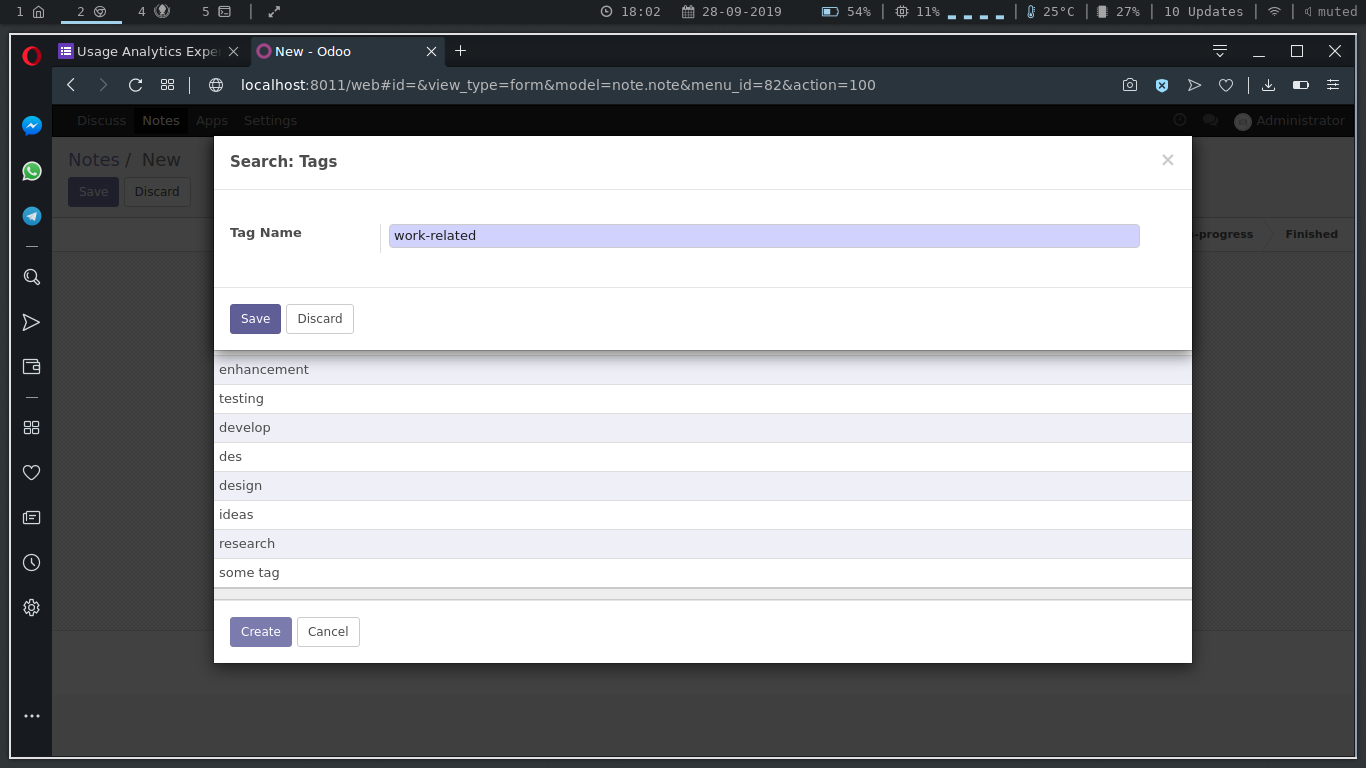 1 2 4 5 18:02 28-09-2019 54% 11% 25°C 27% 10 Updates muted
Usage Analytics Expe New - Odoo
localhost:8011/web#id=&view_type=form&model=note.note&menu_id=82&action=100
Discuss Notes Apps Settings Administrator
Search: Tags ×
Notes / New
Save Discard
Tag Name work-related
-progress Finished
Save Discard
enhancement
testing
develop
des
design
ideas
research
some tag
Create Cancel